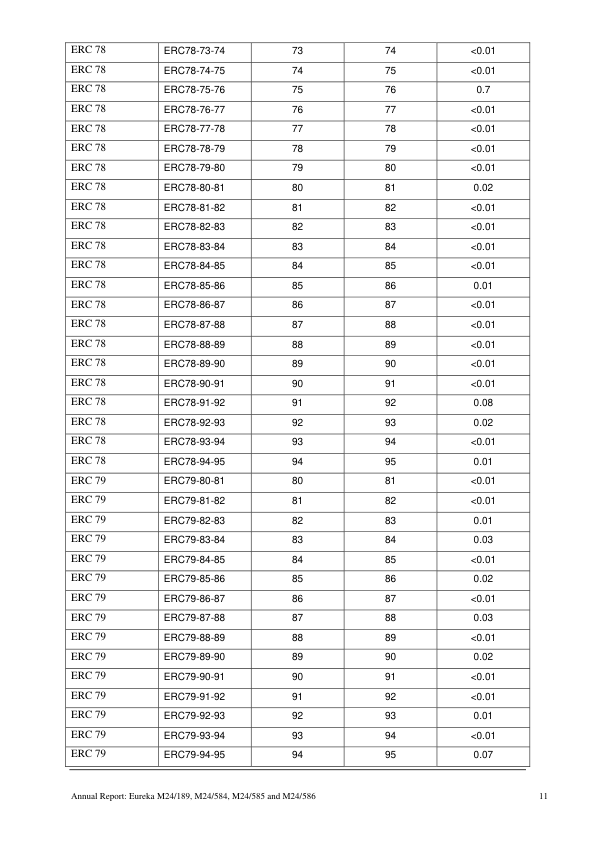 ERC 78 ERC78-73-74 73 74 <0.01
ERC 78 ERC78-74-75 74 75 <0.01
ERC 78 ERC78-75-76 75 76 0.7
ERC 78 ERC78-76-77 76 77 <0.01
ERC 78 ERC78-77-78 77 78 <0.01
ERC 78 ERC78-78-79 78 79 <0.01
ERC 78 ERC78-79-80 79 80 <0.01
ERC 78 ERC78-80-81 80 81 0.02
ERC 78 ERC78-81-82 81 82 <0.01
ERC 78 ERC78-82-83 82 83 <0.01
ERC 78 ERC78-83-84 83 84 <0.01
ERC 78 ERC78-84-85 84 85 <0.01
ERC 78 ERC78-85-86 85 86 0.01
ERC 78 ERC78-86-87 86 87 <0.01
ERC 78 ERC78-87-88 87 88 <0.01
ERC 78 ERC78-88-89 88 89 <0.01
ERC 78 ERC78-89-90 89 90 <0.01
ERC 78 ERC78-90-91 90 91 <0.01
ERC 78 ERC78-91-92 91 92 0.08
ERC 78 ERC78-92-93 92 93 0.02
ERC 78 ERC78-93-94 93 94 <0.01
ERC 78 ERC78-94-95 94 95 0.01
ERC 79 ERC79-80-81 80 81 <0.01
ERC 79 ERC79-81-82 81 82 <0.01
ERC 79 ERC79-82-83 82 83 0.01
ERC 79 ERC79-83-84 83 84 0.03
ERC 79 ERC79-84-85 84 85 <0.01
ERC 79 ERC79-85-86 85 86 0.02
ERC 79 ERC79-86-87 86 87 <0.01
ERC 79 ERC79-87-88 87 88 0.03
ERC 79 ERC79-88-89 88 89 <0.01
ERC 79 ERC79-89-90 89 90 0.02
ERC 79 ERC79-90-91 90 91 <0.01
ERC 79 ERC79-91-92 91 92 <0.01
ERC 79 ERC79-92-93 92 93 0.01
ERC 79 ERC79-93-94 93 94 <0.01
ERC 79 ERC79-94-95 94 95 0.07
Annual Report: Eureka M24/189, M24/584, M24/585 and M24/586 11